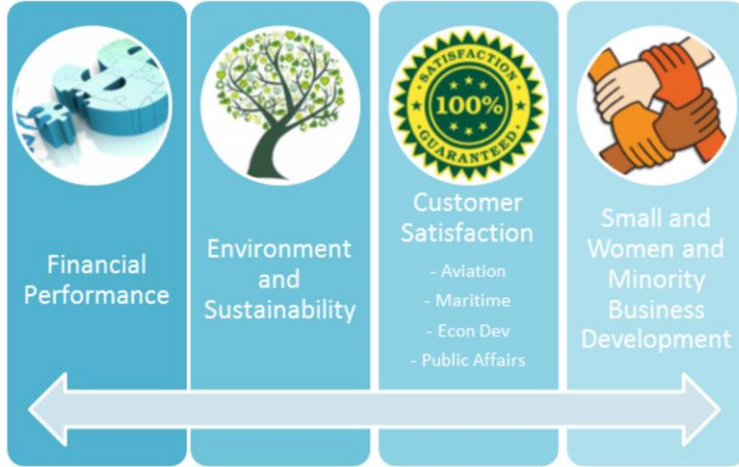 Financial
Performance
Environment
and
Sustainability
SATISFACTION
100%
GUARANTEED
Customer
Satisfaction
- Aviation
- Maritime
- Econ Dev
- Public Affairs
Small and
Women and
Minority
Business
Development